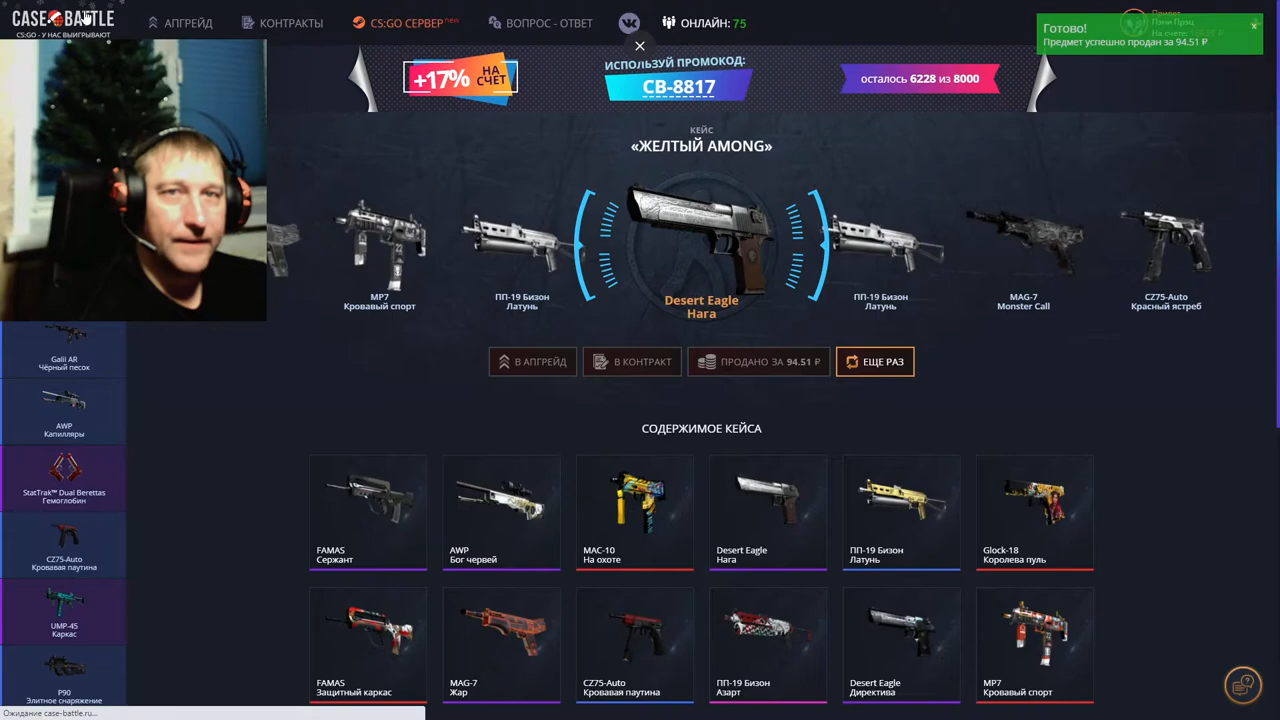 CASE BATTLE
CS:GO - У НАС ВЫИГРЫВАЮТ
АПГРЕЙД
КОНТРАКТЫ
CS:GO СЕРВЕР new
ВОПРОС - ОТВЕТ
ОНЛАЙН: 75
Готово!
Предмет успешно продан за 94.51 ₽
x
+17% НА СЧЕТ
ИСПОЛЬЗУЙ ПРОМОКОД:
CB-8817
осталось 6228 из 8000
КЕЙС
«ЖЕЛТЫЙ AMONG»
MP7
Кровавый спорт
ПП-19 Бизон
Латунь
Desert Eagle
Нага
ПП-19 Бизон
Латунь
MAG-7
Monster Call
CZ75-Auto
Красный ястреб
В АПГРЕЙД
В КОНТРАКТ
ПРОДАНО ЗА 94.51 ₽
ЕЩЕ РАЗ
Galil AR
Чёрный песок
AWP
Капилляры
StatTrak™ Dual Berettas
Гемоглобин
CZ75-Auto
Кровавая паутина
UMP-45
Каркас
P90
Элитное снаряжение
СОДЕРЖИМОЕ КЕЙСА
FAMAS
Сержант
AWP
Бог червей
MAC-10
На охоте
Desert Eagle
Нага
ПП-19 Бизон
Латунь
Glock-18
Королева пуль
FAMAS
Защитный каркас
MAG-7
Жар
CZ75-Auto
Кровавая паутина
ПП-19 Бизон
Азарт
Desert Eagle
Директива
MP7
Кровавый спорт
Ожидание case-battle.ru...